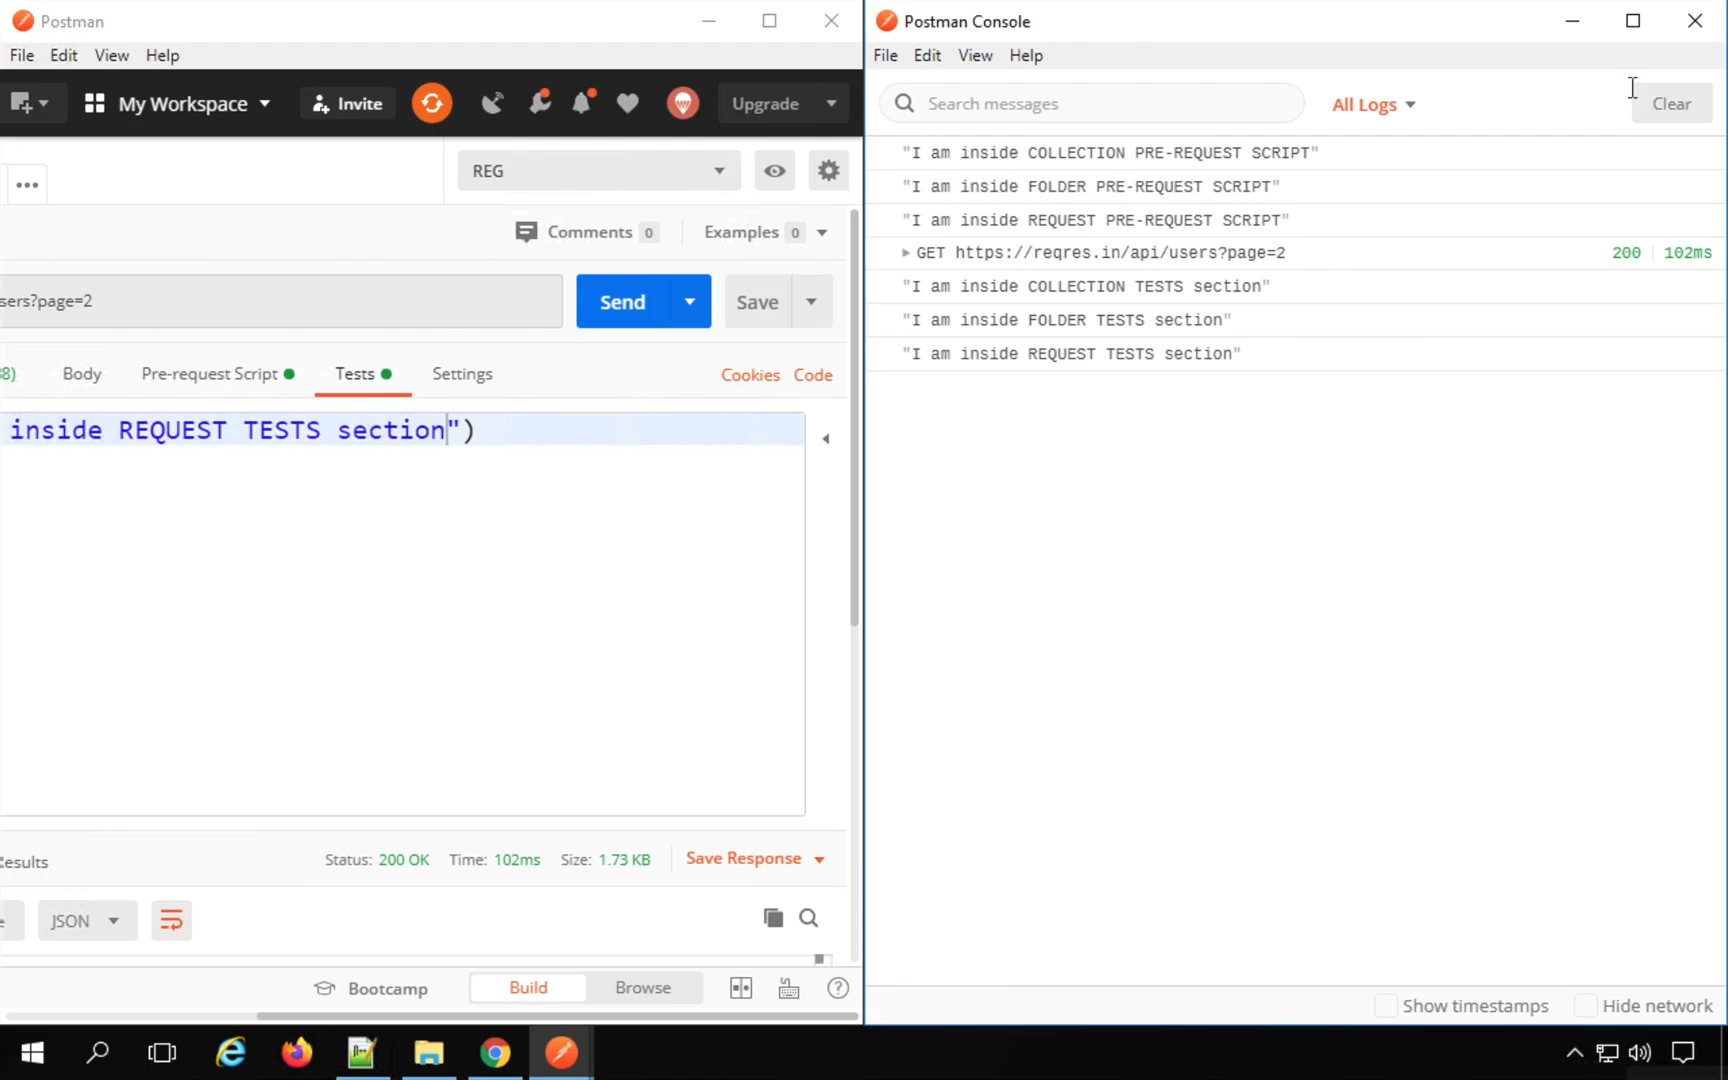 Postman
File Edit View Help
My Workspace Invite Upgrade
REG
Comments 0 Examples 0
sers?page=2 Send Save
8) Body Pre-request Script Tests Settings Cookies Code
inside REQUEST TESTS section")
esults Status: 200 OK Time: 102ms Size: 1.73 KB Save Response
e JSON
Bootcamp Build Browse
Postman Console
File Edit View Help
Search messages All Logs Clear
"I am inside COLLECTION PRE-REQUEST SCRIPT"
"I am inside FOLDER PRE-REQUEST SCRIPT"
"I am inside REQUEST PRE-REQUEST SCRIPT"
GET https://reqres.in/api/users?page=2 200 102ms
"I am inside COLLECTION TESTS section"
"I am inside FOLDER TESTS section"
"I am inside REQUEST TESTS section"
Show timestamps Hide network